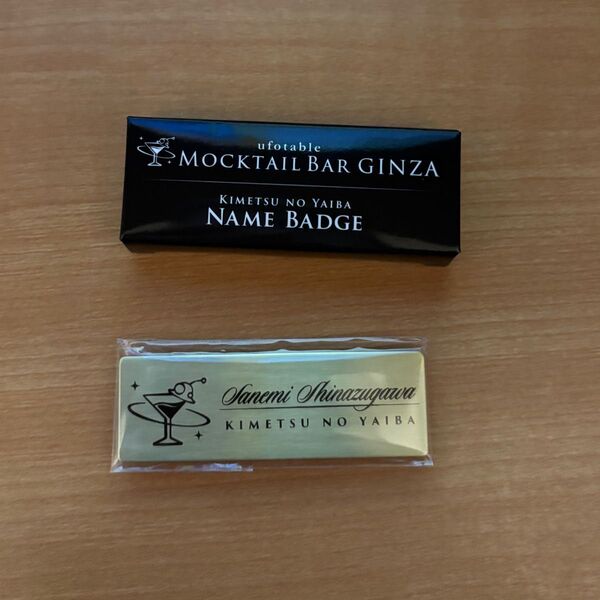 ufotable
MOCKTAIL BAR GINZA
KIMETSU NO YAIBA
NAME BADGE
Sanemi Shinazugawa
KIMETSU NO YAIBA